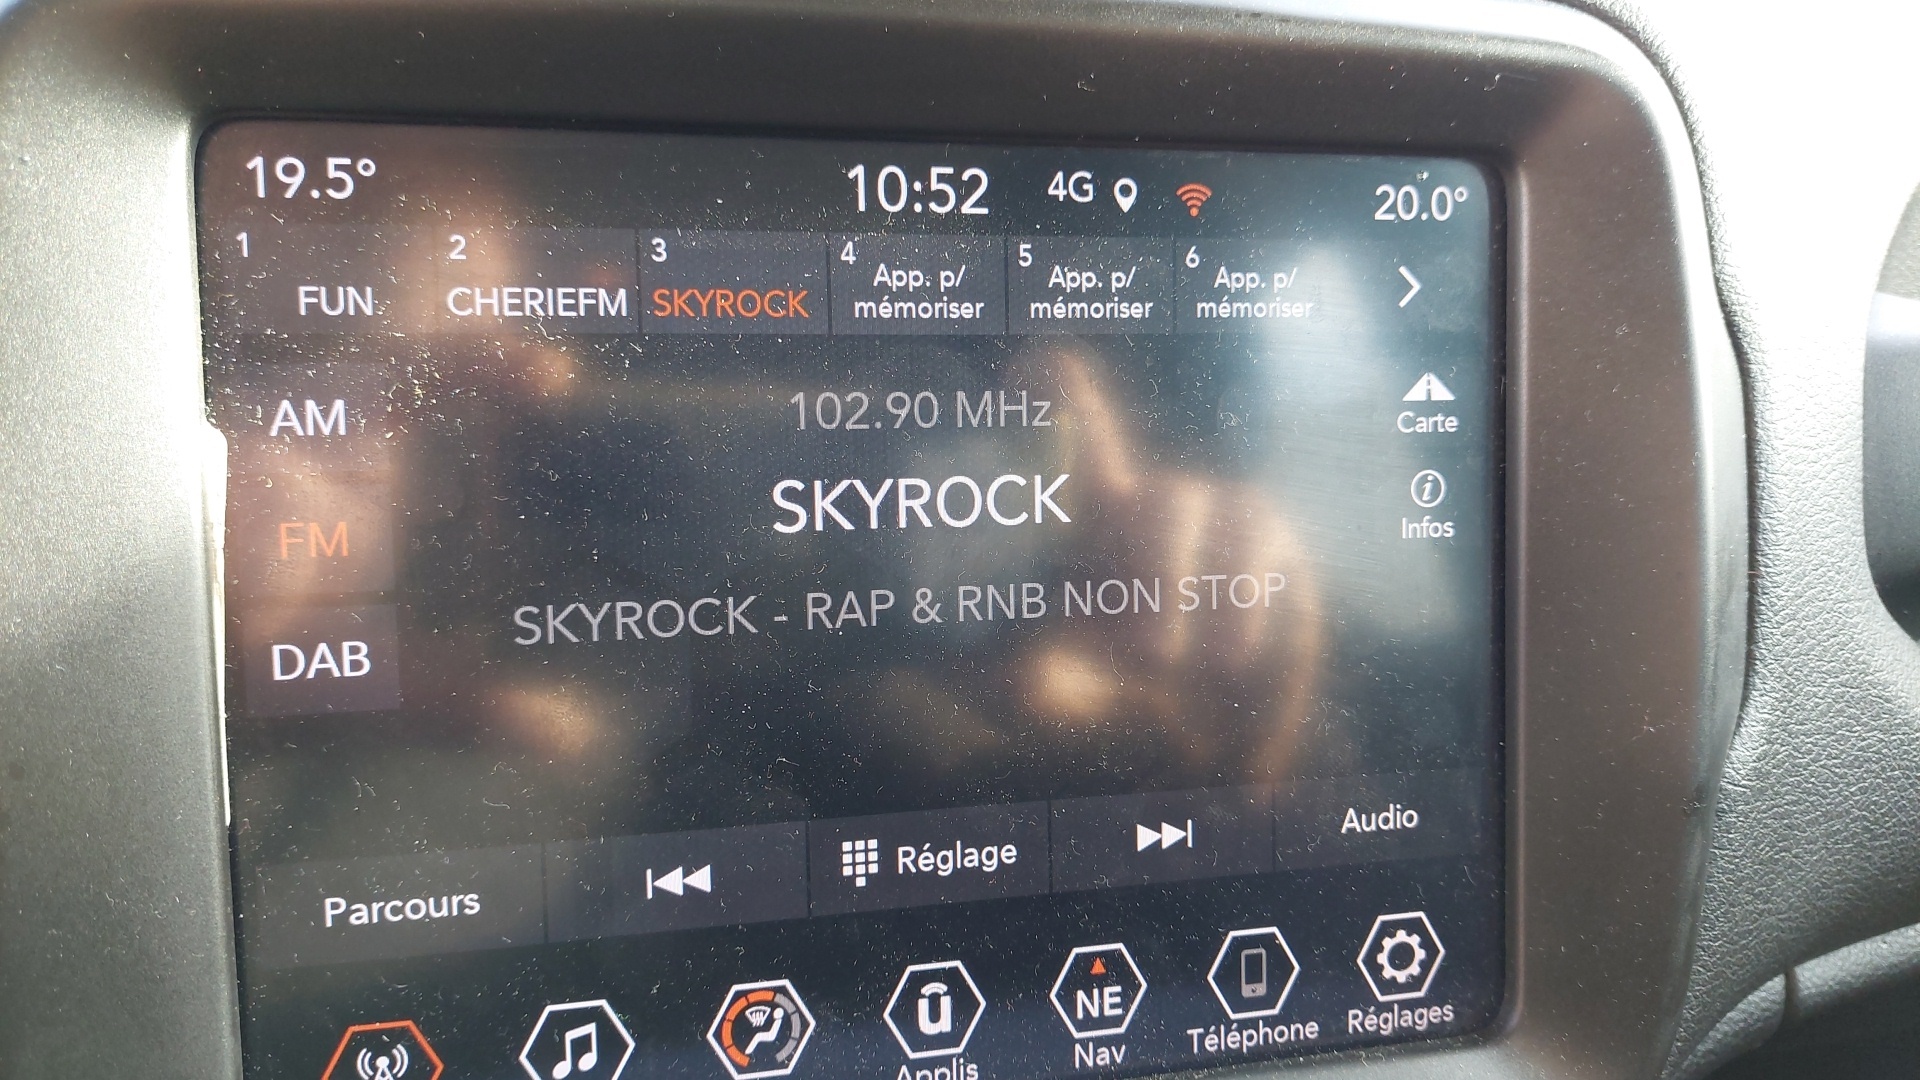 19.5° 10:52 4G 20.0°
1 2 3 4 5 6
FUN CHERIEFM SKYROCK App. p/ mémoriser App. p/ mémoriser App. p/ mémoriser
AM
102.90 MHz
Carte
SKYROCK
Infos
FM
SKYROCK - RAP & RNB NON STOP
DAB
Parcours Réglage Audio
NE
Applis Nav Téléphone Réglages